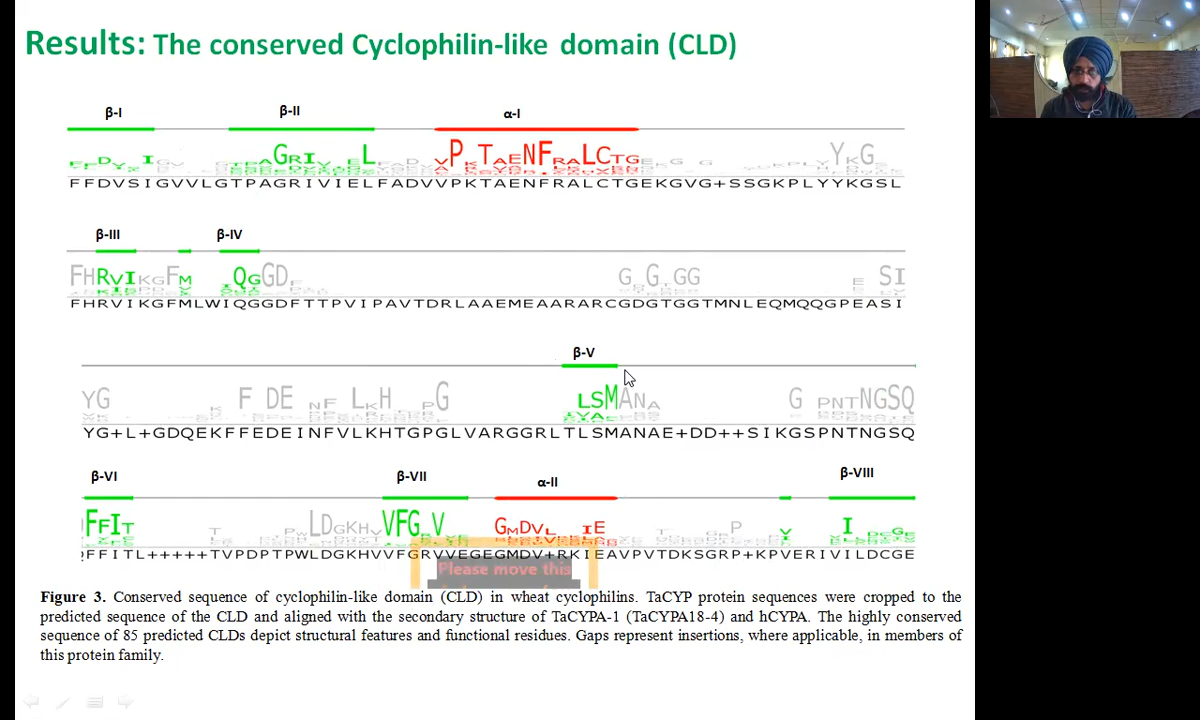 Results: The conserved Cyclophilin-like domain (CLD)
β-I β-II α-I
FFDVSIGVVLGTPAGRIVIELFADVVPKTAENFRALCTGEKGVG+SSGKPLYYKGSL
β-III β-IV
FHRVIKGFMLWIQGGDFTTPVIPAVTDRLAAEMEAARARCGDGTGGTMNLEQMQQGPEASI
β-V
YG+L+GDQEKFFEDEINFVLKHTGPGLVARGGRLTLSMANAE+DD++SIKGSPNTNGSQ
β-VI β-VII α-II β-VIII
FFITL+++++TVPDPTPWLDGKHVVFGRVVEGEGMDV+RKIEAVPVTDKSGRP+KPVERIVILDCGE
Please move this
Figure 3. Conserved sequence of cyclophilin-like domain (CLD) in wheat cyclophilins. TaCYP protein sequences were cropped to the
predicted sequence of the CLD and aligned with the secondary structure of TaCYPA-1 (TaCYPA18-4) and hCYPA. The highly conserved
sequence of 85 predicted CLDs depict structural features and functional residues. Gaps represent insertions, where applicable, in members of
this protein family.